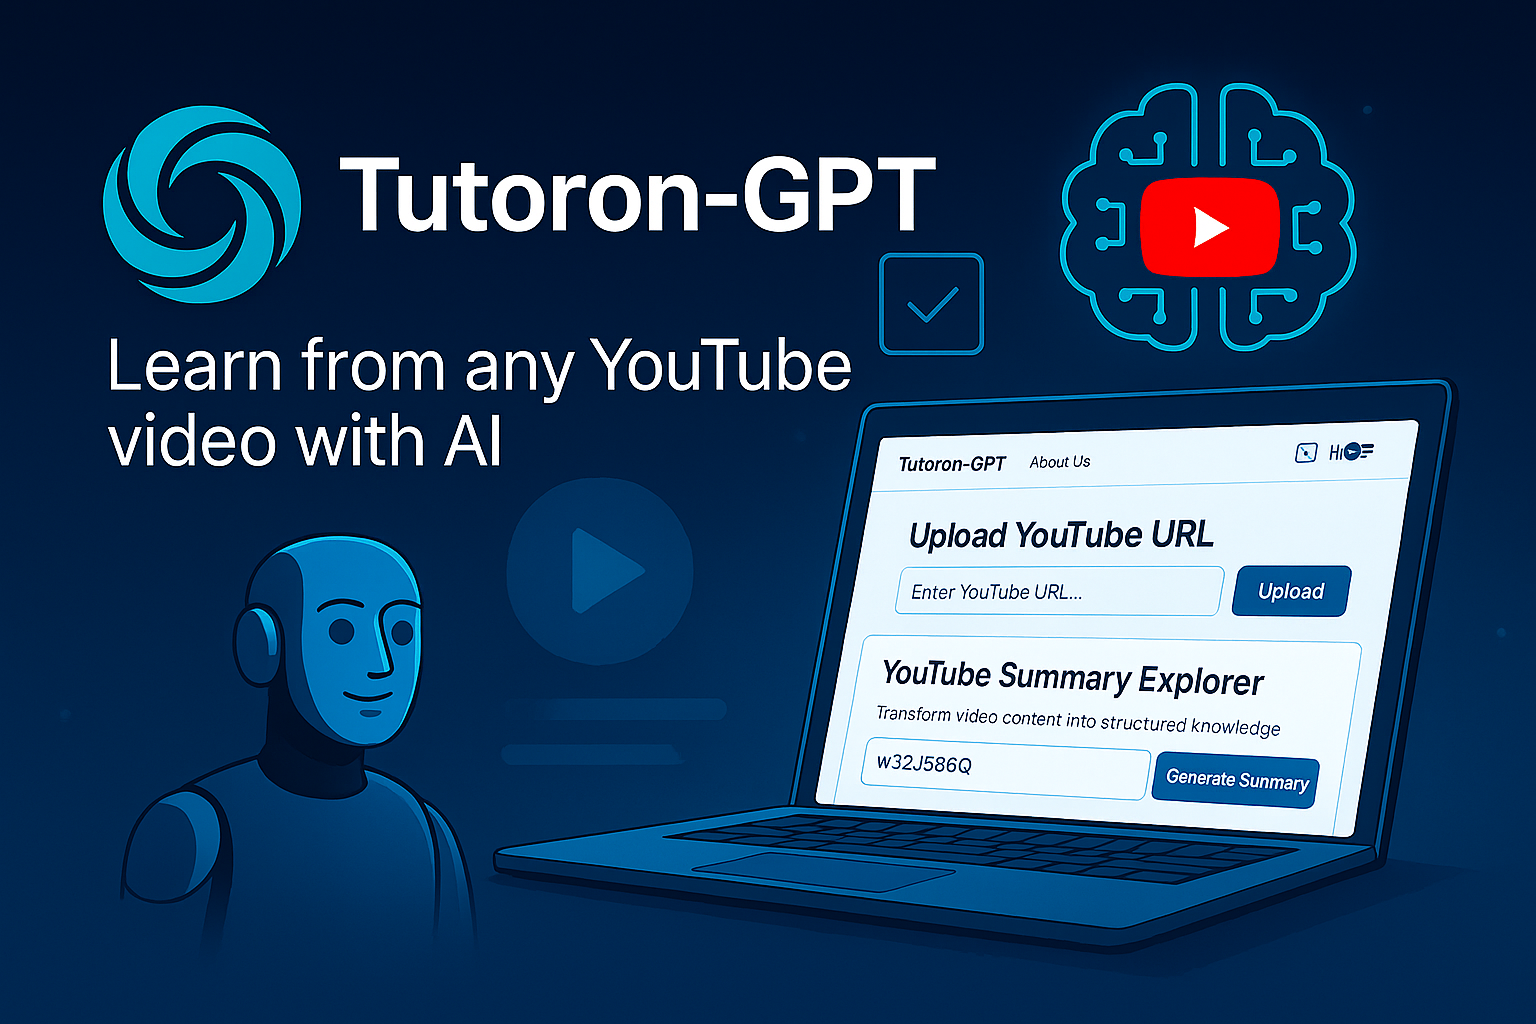 Tutoron-GPT
Learn from any YouTube
video with AI
Tutoron-GPT About Us
Upload YouTube URL
Enter YouTube URL... Upload
YouTube Summary Explorer
Transform video content into structured knowledge
w32J586Q Generate Sunmary